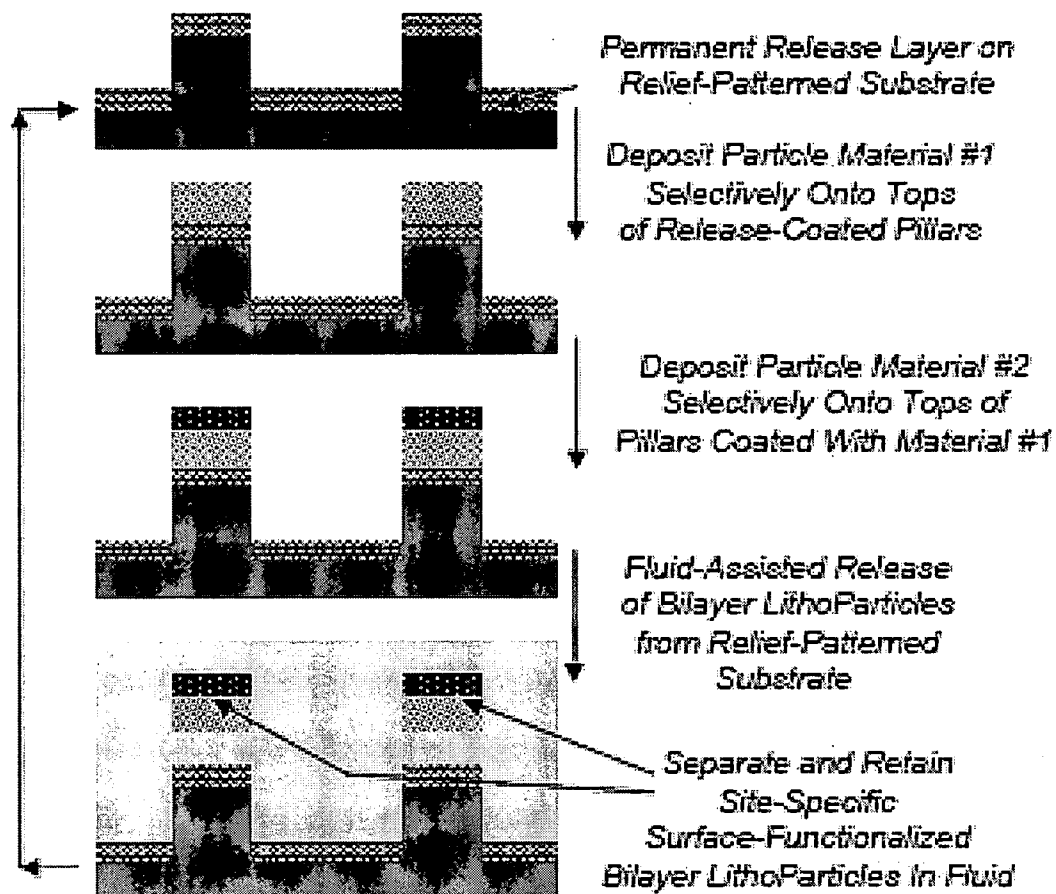 Permanent Release Layer on
Relief-Patterned Substrate
Deposit Particle Material #1
Selectively Onto Tops
of Release-Coated Pillars
Deposit Particle Material #2
Selectively Onto Tops of
Pillars Coated With Material #1
Fluid-Assisted Release
of Bilayer LithoParticles
from Relief-Patterned
Substrate
Separate and Retain
Site-Specific
Surface-Functionalized
Bilayer LithoParticles In Fluid